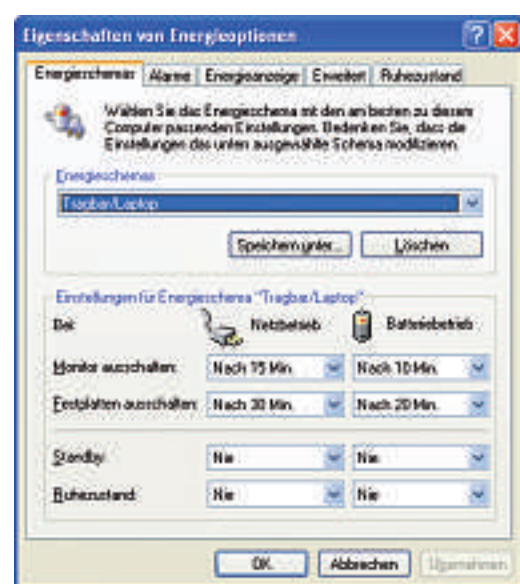 Eigenschaften von Energieoptionen
Energieschemas Alarme Energieanzeige Erweitert Ruhezustand
Wählen Sie das Energieschema mit den am besten zu diesem
Computer passenden Einstellungen. Bedenken Sie, dass die
Einstellungen das unten ausgewählte Schema modifizieren.
Energieschemas
Tragbar/Laptop
Speichern unter... Löschen
Einstellungen für Energieschema "Tragbar/Laptop"
Bei: Netzbetrieb Batteriebetrieb
Monitor ausschalten: Nach 15 Min. Nach 10 Min.
Festplatten ausschalten: Nach 30 Min. Nach 20 Min.
Standby: Nie Nie
Ruhezustand: Nie Nie
OK Abbrechen Übernehmen